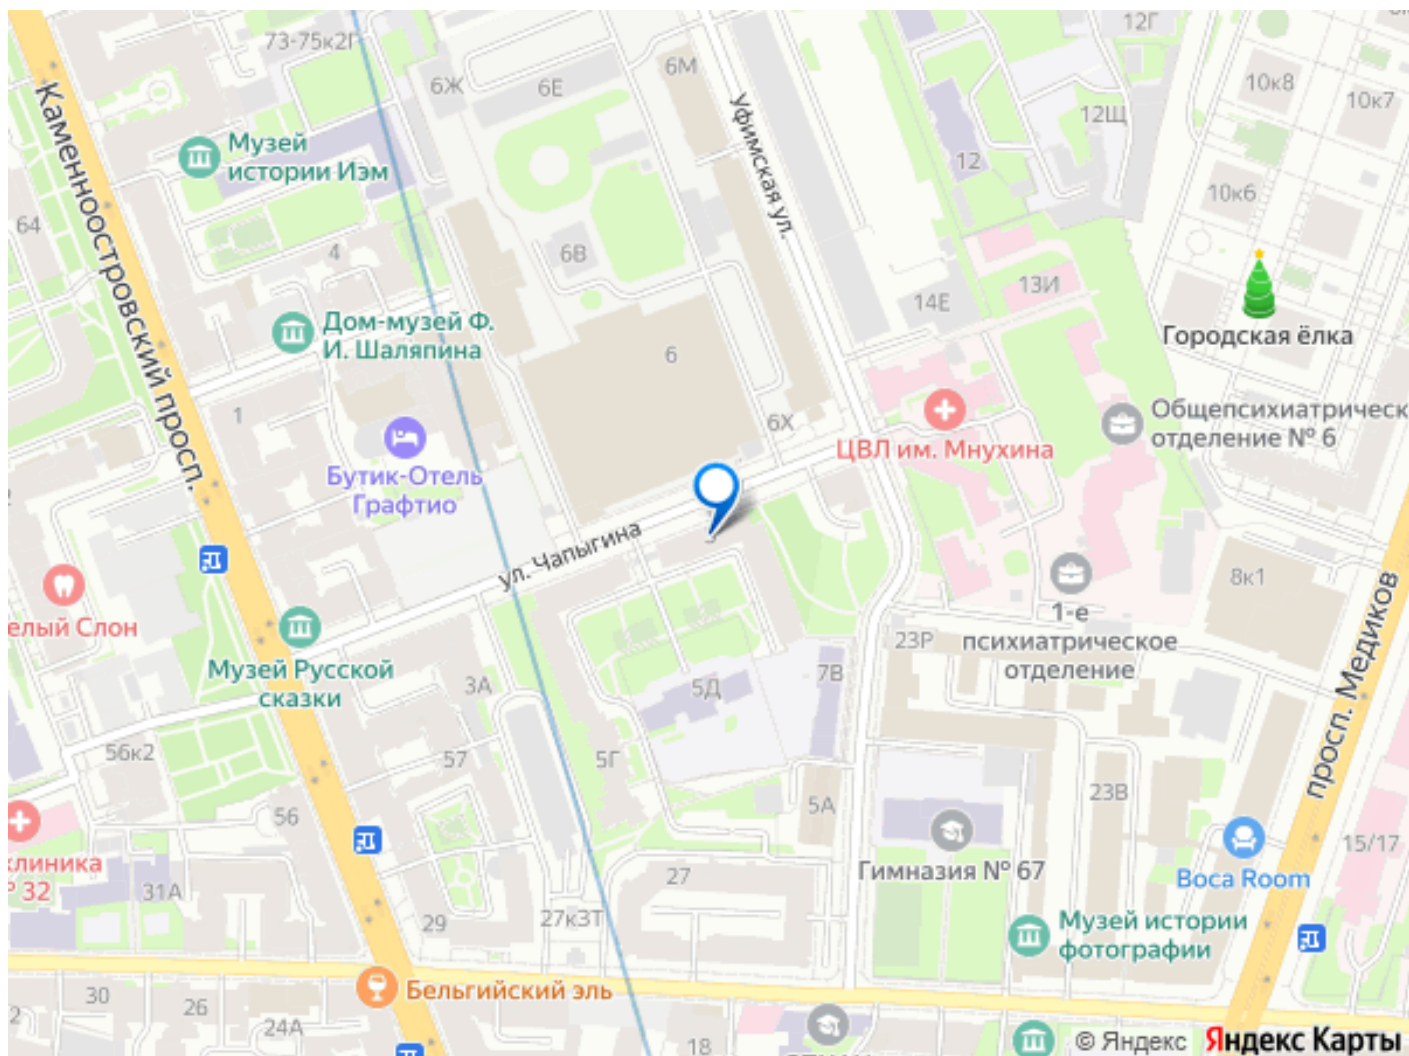 73-75к2Г
12Г
6М
6Ж
6Е
10к8
10к7
12Щ
Каменноостровский просп.
Уфимская ул.
Музей
истории Иэм
12
10к6
64
4
6В
13И
14Е
Дом-музей Ф.
И. Шаляпина
6
Городская ёлка
1
6Х
Общепсихиатрическ
отделение № 6
ЦВЛ им. Мнухина
Бутик-Отель
Графтио
ул. Чапыгина
8к1
1-е
психиатрическое
отделение
елый Слон
23Р
просп. Медиков
Музей Русской
сказки
3А
5Д
7В
56к2
57
5Г
23В
5А
56
15/17
клиника
32
31А
Гимназия № 67
27
Boca Room
29
27к3Т
Музей истории
фотографии
Бельгийский эль
30
26
24А
2
18
© Яндекс Яндекс Карты